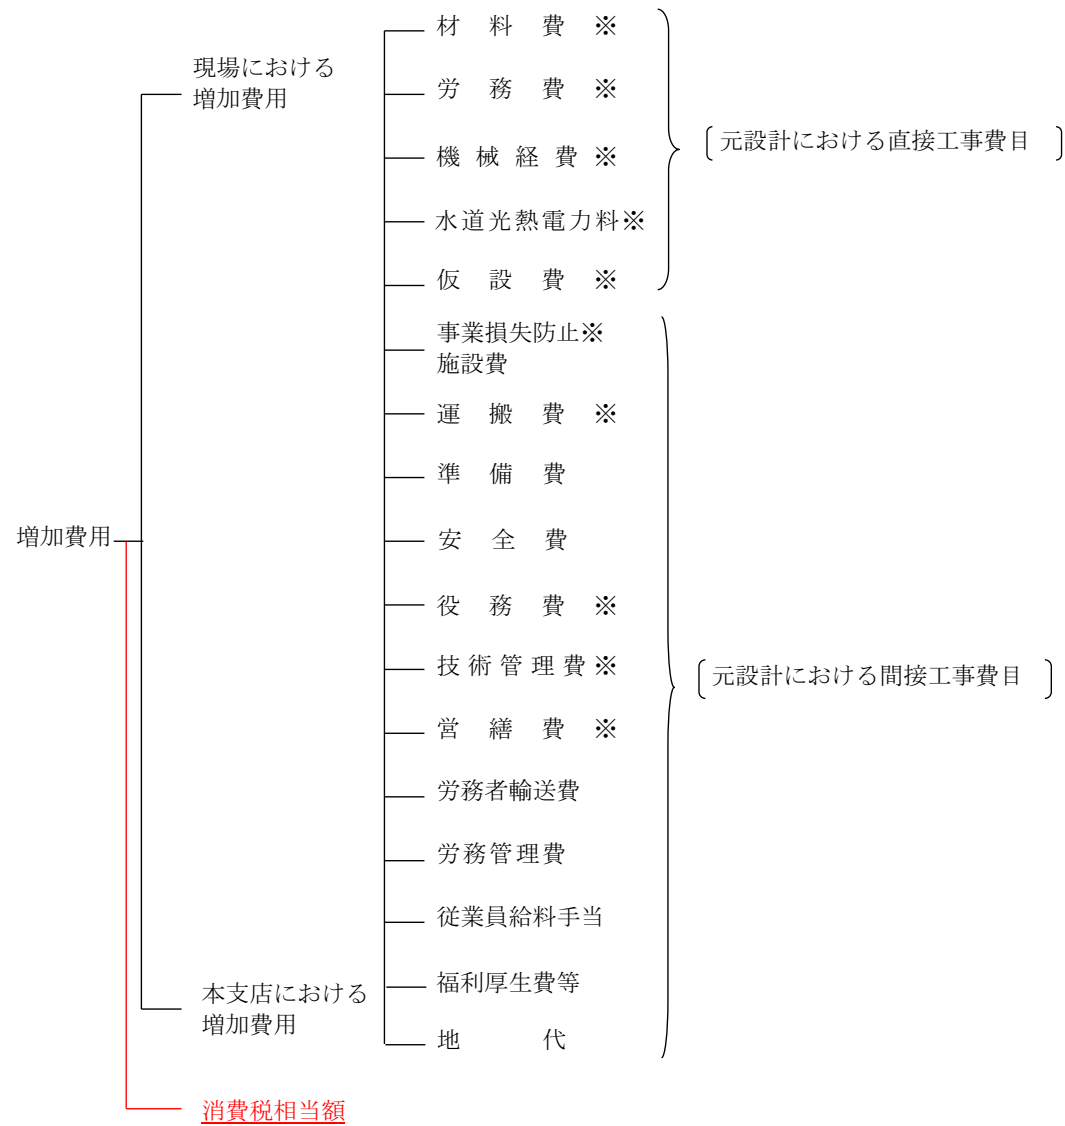 材料費※
現場における
増加費用
労務費※
〔元設計における直接工事費目〕
機械経費※
水道光熱電力料※
仮設費※
事業損失防止※
施設費
運搬費※
準備費
増加費用
安全費
役務費※
技術管理費※
〔元設計における間接工事費目〕
営繕費※
労務者輸送費
労務管理費
従業員給料手当
福利厚生費等
本支店における
増加費用
地代
消費税相当額